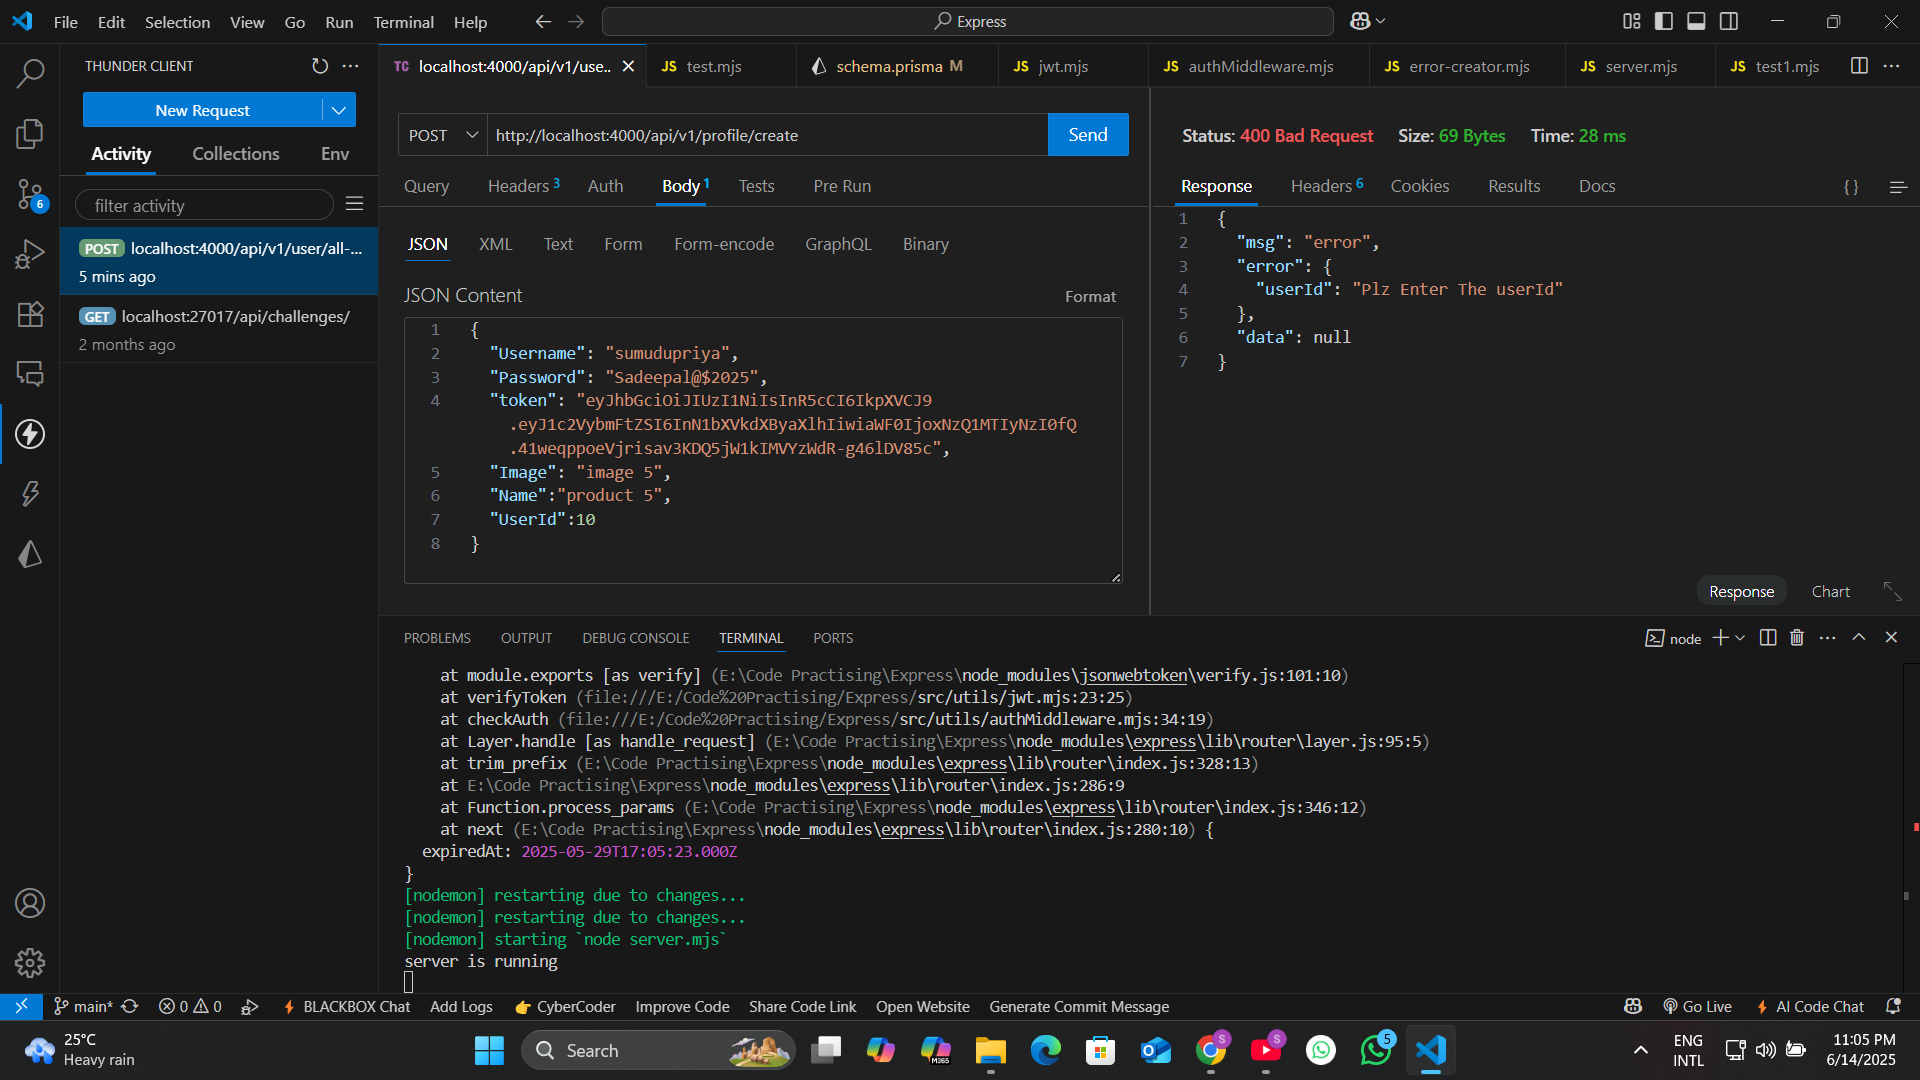 File Edit Selection View Go Run Terminal Help
Express
THUNDER CLIENT
New Request
Activity Collections Env
filter activity
POST localhost:4000/api/v1/user/all-...
5 mins ago
GET localhost:27017/api/challenges/
2 months ago
6
TC localhost:4000/api/v1/use.. JS test.mjs schema.prisma M JS jwt.mjs JS authMiddleware.mjs JS error-creator.mjs JS server.mjs JS test1.mjs
POST http://localhost:4000/api/v1/profile/create Send
Query Headers 3 Auth Body 1 Tests Pre Run
JSON XML Text Form Form-encode GraphQL Binary
JSON Content Format
1 {
2 "Username": "sumudupriya",
3 "Password": "Sadeepal@$2025",
4 "token": "eyJhbGciOiJIUzI1NiIsInR5cCI6IkpXVCJ9
.eyJ1c2VybmFtZSI6InN1bXVkdXByaXlhIiwiaWF0IjoxNzQ1MTIyNzI0fQ
.41weqppoeVjrisav3KDQ5jW1kIMVYzWdR-g46lDV85c",
5 "Image": "image 5",
6 "Name":"product 5",
7 "UserId":10
8 }
Status: 400 Bad Request Size: 69 Bytes Time: 28 ms
Response Headers 6 Cookies Results Docs { }
1 {
2 "msg": "error",
3 "error": {
4 "userId": "Plz Enter The userId"
5 },
6 "data": null
7 }
Response Chart
PROBLEMS OUTPUT DEBUG CONSOLE TERMINAL PORTS
node
at module.exports [as verify] (E:\Code Practising\Express\node_modules\jsonwebtoken\verify.js:101:10)
at verifyToken (file:///E:/Code%20Practising/Express/src/utils/jwt.mjs:23:25)
at checkAuth (file:///E:/Code%20Practising/Express/src/utils/authMiddleware.mjs:34:19)
at Layer.handle [as handle_request] (E:\Code Practising\Express\node_modules\express\lib\router\layer.js:95:5)
at trim_prefix (E:\Code Practising\Express\node_modules\express\lib\router\index.js:328:13)
at E:\Code Practising\Express\node_modules\express\lib\router\index.js:286:9
at Function.process_params (E:\Code Practising\Express\node_modules\express\lib\router\index.js:346:12)
at next (E:\Code Practising\Express\node_modules\express\lib\router\index.js:280:10) {
expiredAt: 2025-05-29T17:05:23.000Z
}
[nodemon] restarting due to changes...
[nodemon] restarting due to changes...
[nodemon] starting `node server.mjs`
server is running
main* 0 0 BLACKBOX Chat Add Logs CyberCoder Improve Code Share Code Link Open Website Generate Commit Message Go Live AI Code Chat
25°C
Heavy rain
Search
M365
S
S
5
ENG
INTL
11:05 PM
6/14/2025